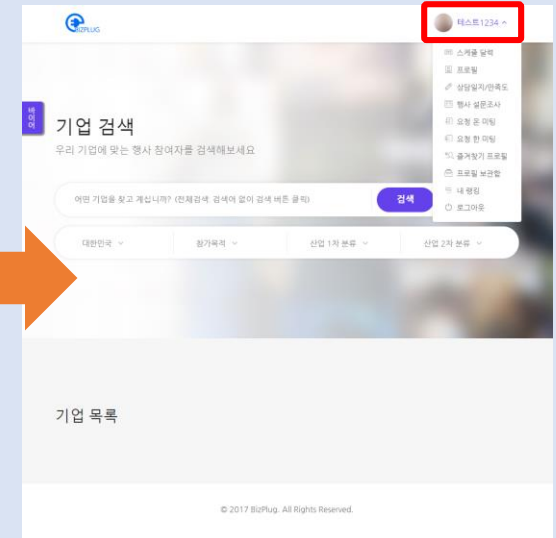 BIZPLUG
테스트1234
스케줄 달력
프로필
상담일지/만족도
행사 설문조사
요청 온 미팅
요청 한 미팅
즐겨찾기 프로필
프로필 보관함
내 랭킹
로그아웃
바이어
기업 검색
우리 기업에 맞는 행사 참여자를 검색해보세요
어떤 기업을 찾고 계십니까? (전체검색: 검색어 없이 검색 버튼 클릭)
검색
대한민국
참가목적
산업 1차 분류
산업 2차 분류
기업 목록
© 2017 BizPlug. All Rights Reserved.